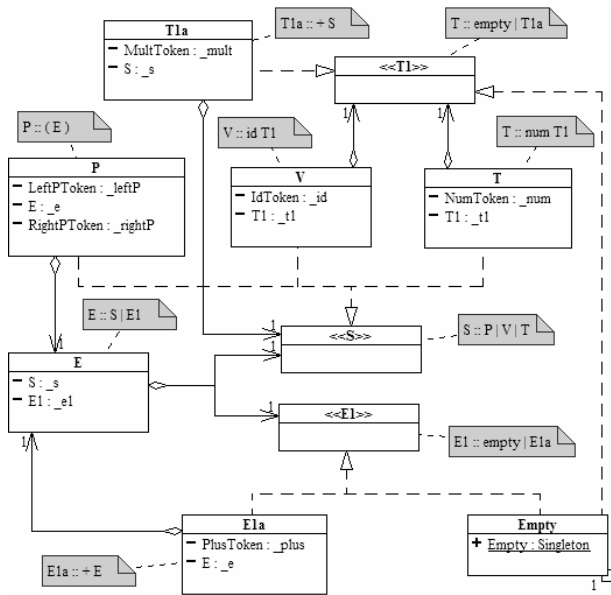 T1a
MultToken : _mult
S : _s
T1a :: + S
T :: empty | T1a
<<T1>>
1
1
1
P :: ( E )
V :: id T1
T :: num T1
P
LeftPToken : _leftP
E : _e
RightPToken : _rightP
V
IdToken : _id
T1 : _t1
T
NumToken : _num
T1 : _t1
E :: S | E1
1
1
1
<<S>>
S :: P | V | T
E
S : _s
E1 : _e1
1
<<E1>>
E1 :: empty | E1a
1
E1a
PlusToken : _plus
E : _e
E1a :: + E
Empty
Empty : Singleton
1